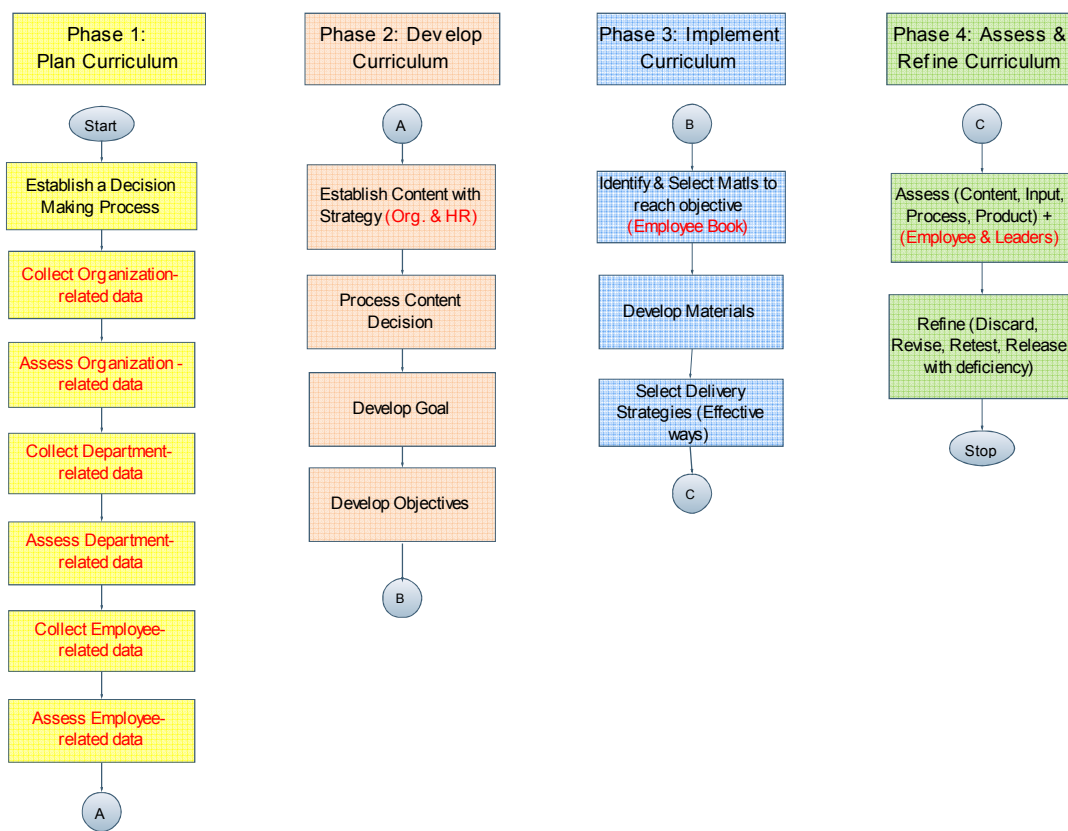 Phase 1:
Plan Curriculum
Start
Establish a Decision
Making Process
Collect Organization-
related data
Assess Organization -
related data
Collect Department-
related data
Assess Department-
related data
Collect Employee-
related data
Assess Employee-
related data
A
Phase 2: Develop
Curriculum
A
Establish Content with
Strategy (Org. & HR)
Process Content
Decision
Develop Goal
Develop Objectives
B
Phase 3: Implement
Curriculum
B
Identify & Select Matls to
reach objective
(Employee Book)
Develop Materials
Select Delivery
Strategies (Effective
ways)
C
Phase 4: Assess &
Refine Curriculum
C
Assess (Content, Input,
Process, Product) +
(Employee & Leaders)
Refine (Discard,
Revise, Retest, Release
with deficiency)
Stop